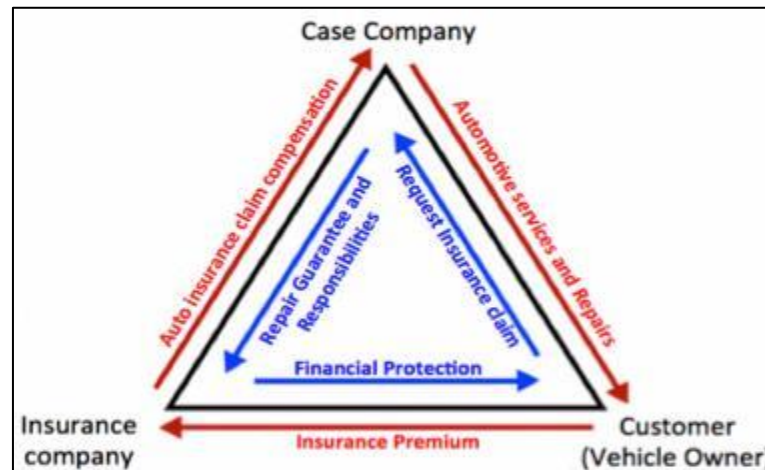 Case Company
Auto insurance claim compensation
Automotive services and Repairs
Repair Guarantee and
Responsibilities
Request Insurance claim
Financial Protection
Insurance
company
Insurance Premium
Customer
(Vehicle Owner)